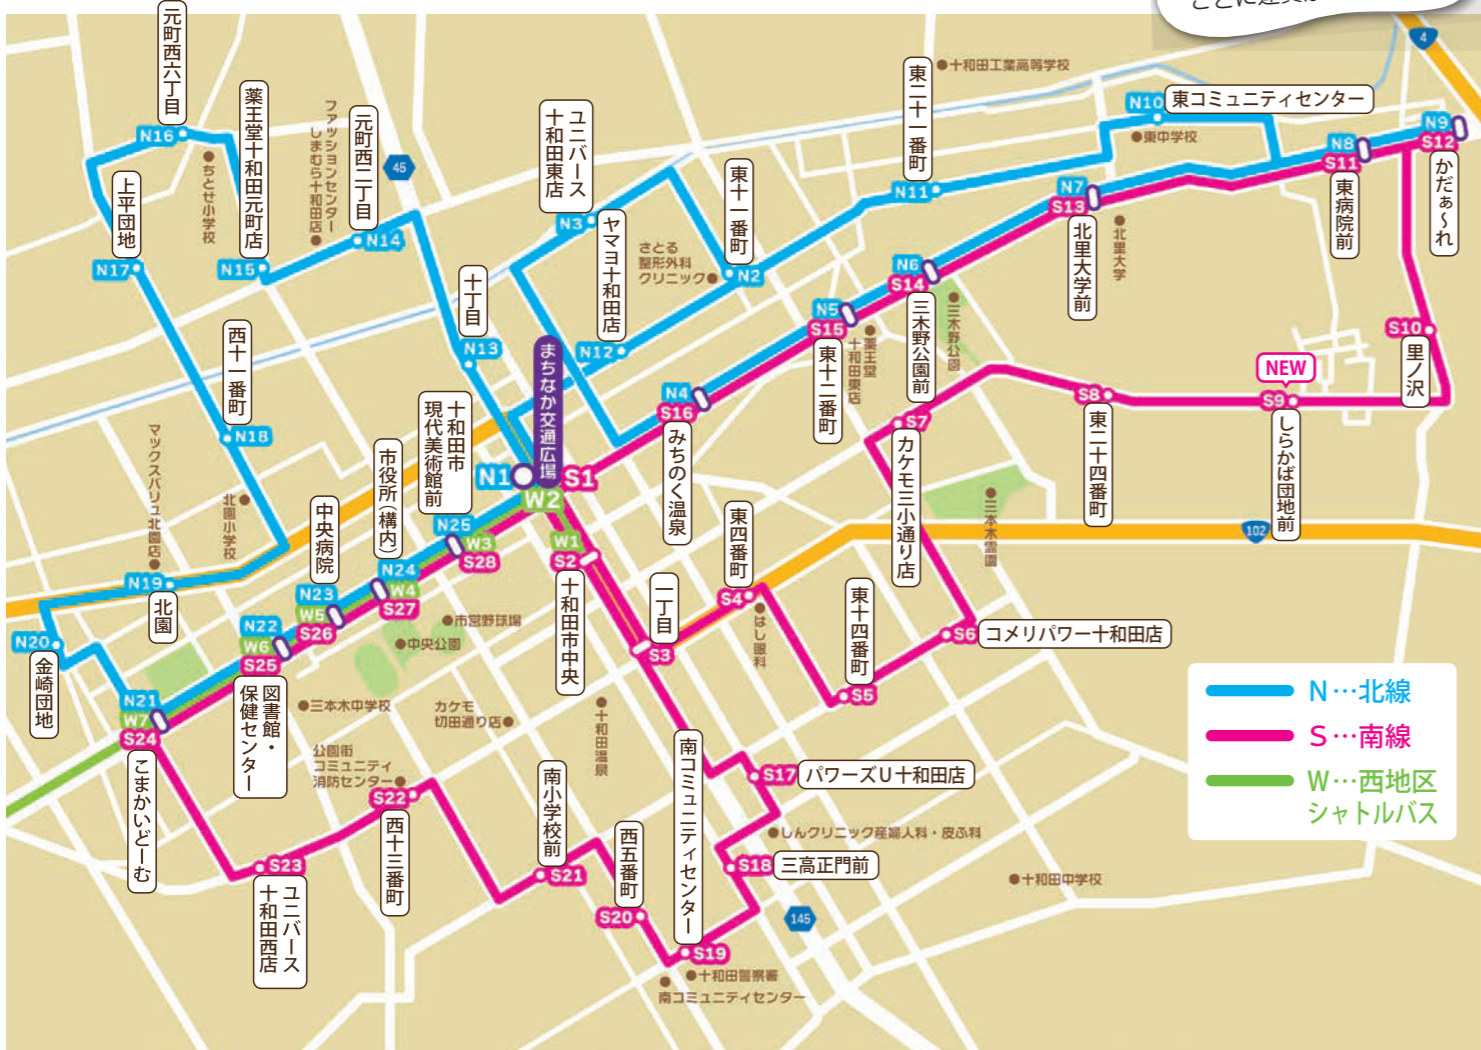 元町西六丁目
N16
薬王堂十和田元町店
N15
ファッションセンター
しまむら十和田店
元町西二丁目
N14
45
ちとせ小学校
上平団地
N17
西十一番町
N18
十丁目
N13
ユニバース
十和田東店
N3
ヤマヨ十和田店
N12
さとる
整形外科
クリニック
東十一番町
N2
東二十一番町
N11
十和田工業高等学校
N10
東コミュニティセンター
東中学校
4
N9
S12
かだぁ〜れ
N8
S11
東病院前
N7
S13
北里大学前
北里大学
N6
S14
三木野公園前
三木野公園
N5
S15
東十二番町
薬王堂
十和田東店
N4
S16
みちのく温泉
S10
里ノ沢
NEW
S9
しらかば団地前
S8
東二十四番町
S7
カケモ三小通り店
102
三本木霊園
S6
コメリパワー十和田店
S5
東十四番町
S4
東四番町
はし眼科
S3
一丁目
まちなか交通広場
N1
S1
W2
W1
S2
十和田市中央
十和田市
現代美術館前
N25
W3
S28
市役所(構内)
N24
W4
S27
中央病院
N23
W5
S26
N22
W6
S25
図書館・
保健センター
市営野球場
中央公園
マックスバリュ北園店
北園小学校
N19
北園
N20
金崎団地
N21
W7
S24
こまかいどーむ
三本木中学校
カケモ
切田通り店
十和田温泉
公園街
コミュニティ
消防センター
S22
西十三番町
S23
ユニバース
十和田西店
南小学校前
S21
西五番町
S20
南コミュニティセンター
S19
十和田警察署
南コミュニティセンター
S17
パワーズU十和田店
しんクリニック産婦人科・皮ふ科
S18
三高正門前
145
十和田中学校
N…北線
S…南線
W…西地区
シャトルバス